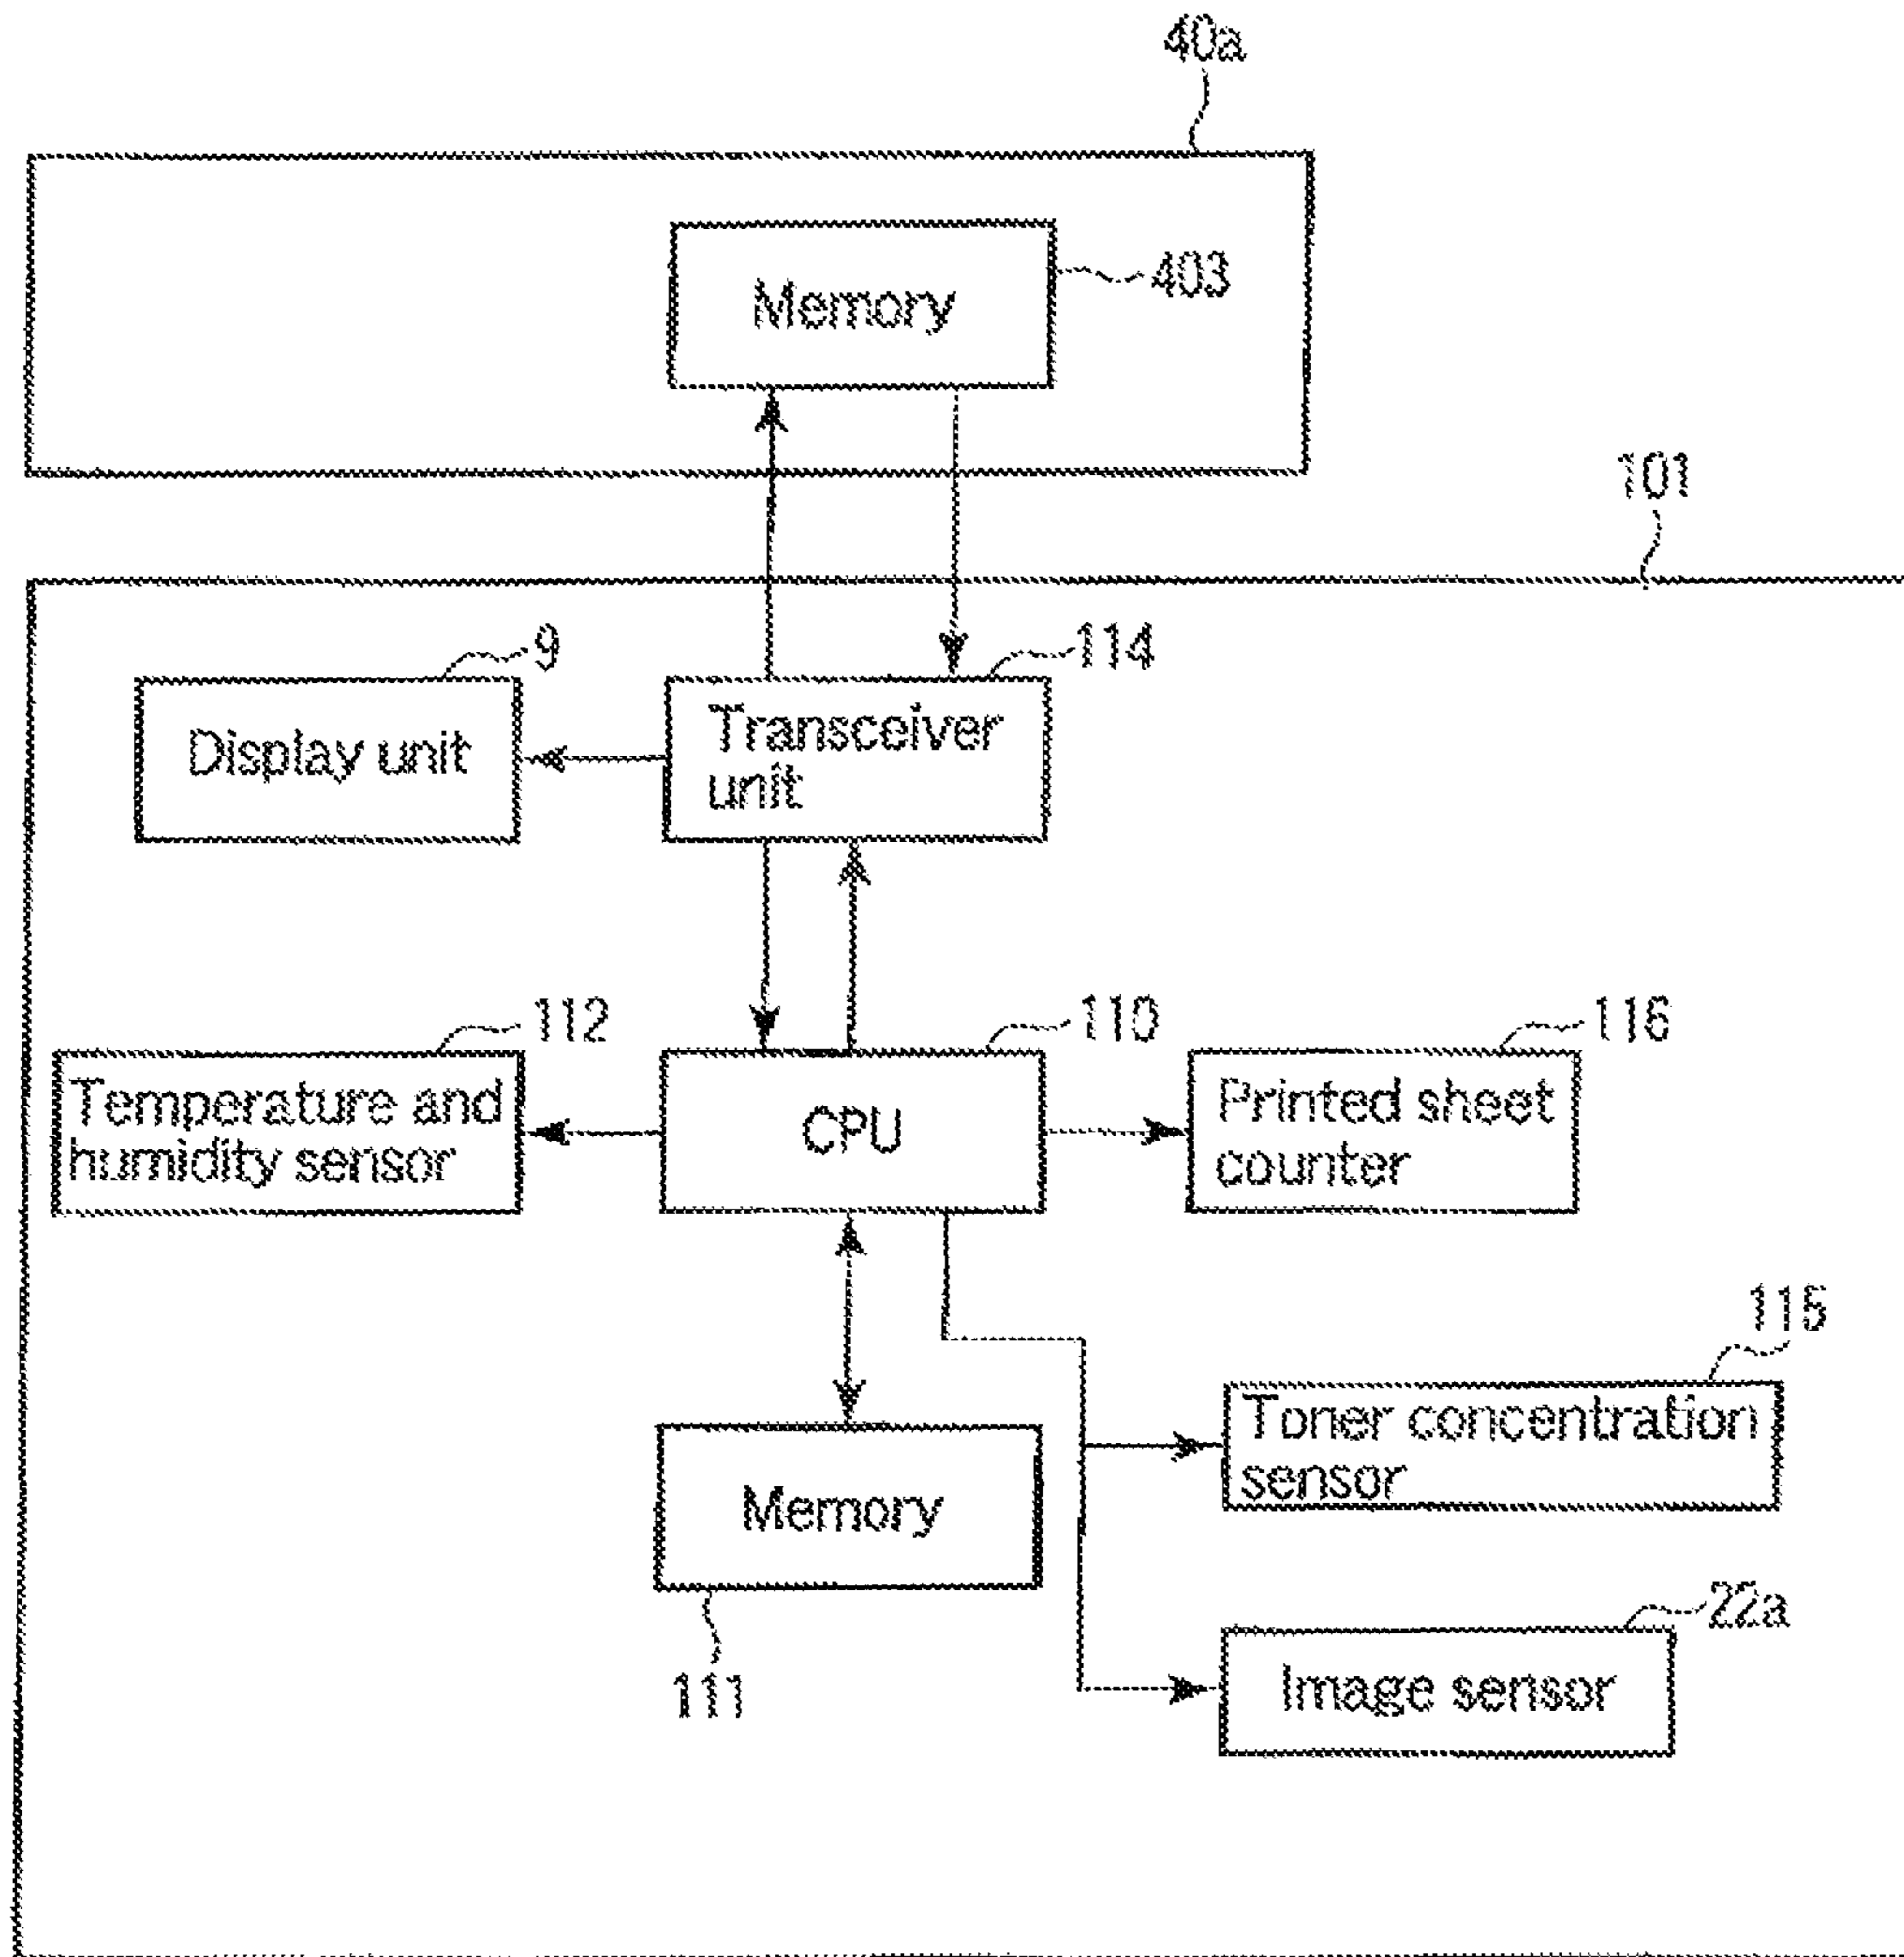 40a
Memory
403
101
9
114
Display unit
Transceiver
unit
112
110
116
Temperature and
humidity sensor
CPU
Printed sheet
counter
115
Toner concentration
sensor
Memory
111
22a
Image sensor